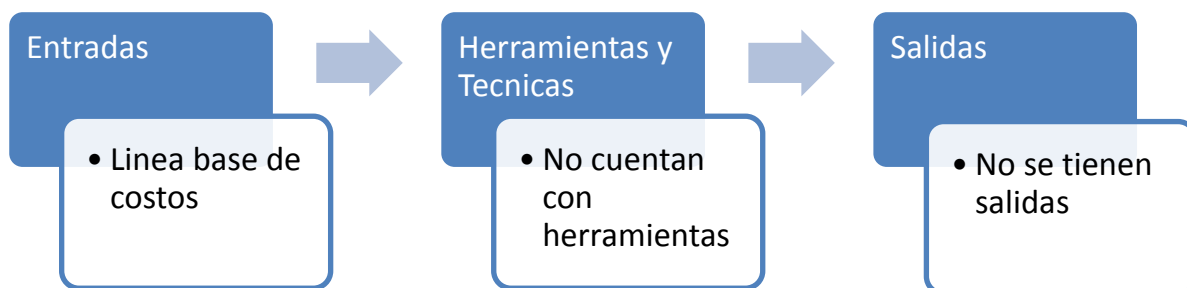 Entradas
• Linea base de
costos
Herramientas y
Tecnicas
• No cuentan
con
herramientas
Salidas
• No se tienen
salidas